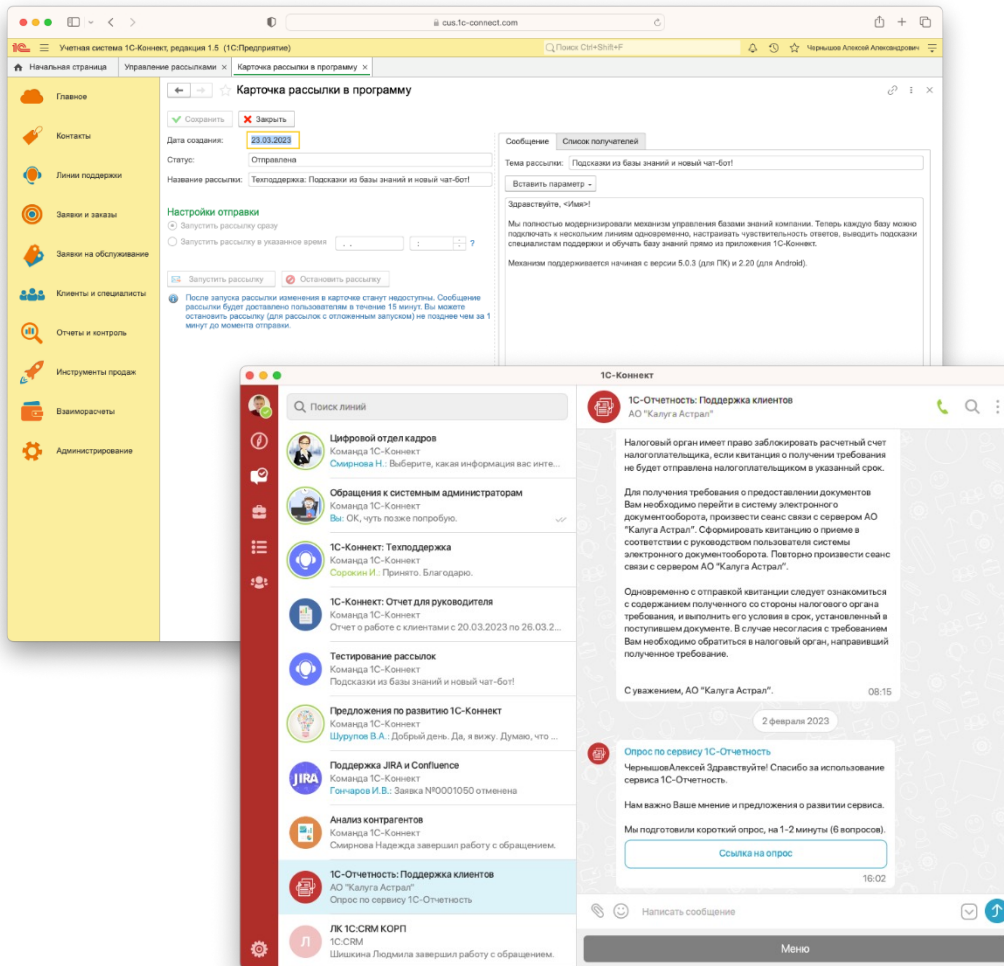 cus.1c-connect.com
Учетная система 1С-Коннект, редакция 1.5 (1С:Предприятие)
Поиск Ctrl+Shift+F
Чернышов Алексей Александрович
Начальная страница
Управление рассылками ×
Карточка рассылки в программу ×
Главное
Контакты
Линии поддержки
Заявки и заказы
Заявки на обслуживание
Клиенты и специалисты
Отчеты и контроль
Инструменты продаж
Взаиморасчеты
Администрирование
Карточка рассылки в программу
Сохранить
Закрыть
Дата создания: 23.03.2023
Статус: Отправлена
Название рассылки: Техподдержка: Подсказки из базы знаний и новый чат-бот!
Настройки отправки
Запустить рассылку сразу
Запустить рассылку в указанное время . . : ?
Запустить рассылку
Остановить рассылку
После запуска рассылки изменения в карточке станут недоступны. Сообщение
рассылки будет доставлено пользователям в течение 15 минут. Вы можете
остановить рассылку (для рассылок с отложенным запуском) не позднее чем за 1
минут до момента отправки.
Сообщение
Список получателей
Тема рассылки: Подсказки из базы знаний и новый чат-бот!
Вставить параметр
Здравствуйте, <Имя>!
Мы полностью модернизировали механизм управления базами знаний компании. Теперь каждую базу можно
подключать к нескольким линиям одновременно, настраивать чувствительность ответов, выводить подсказки
специалистам поддержки и обучать базу знаний прямо из приложения 1С-Коннект.
Механизм поддерживается начиная с версии 5.0.3 (для ПК) и 2.20 (для Android).
1С-Коннект
Поиск линий
Цифровой отдел кадров
Команда 1С-Коннект
Смирнова Н.: Выберите, какая информация вас инте...
Обращения к системным администраторам
Команда 1С-Коннект
Вы: ОК, чуть позже попробую.
1С-Коннект: Техподдержка
Команда 1С-Коннект
Сорокин И.: Принято. Благодарю.
1С-Коннект: Отчет для руководителя
Команда 1С-Коннект
Отчет о работе с клиентами с 20.03.2023 по 26.03.2...
Тестирование рассылок
Команда 1С-Коннект
Подсказки из базы знаний и новый чат-бот!
Предложения по развитию 1С-Коннект
Команда 1С-Коннект
Шурупов В.А.: Добрый день. Да, я вижу. Думаю, что ...
JIRA
Поддержка JIRA и Confluence
Команда 1С-Коннект
Гончаров И.В.: Заявка №0001050 отменена
Анализ контрагентов
Команда 1С-Коннект
Смирнова Надежда завершил работу с обращением.
1С-Отчетность: Поддержка клиентов
АО "Калуга Астрал"
Опрос по сервису 1С-Отчетность
Л
ЛК 1С:CRM КОРП
1C:CRM
Шишкина Людмила завершил работу с обращением.
1С-Отчетность: Поддержка клиентов
АО "Калуга Астрал"
Налоговый орган имеет право заблокировать расчетный счет
налогоплательщика, если квитанция о получении требования
не будет отправлена налогоплательщиком в указанный срок.
Для получения требования о предоставлении документов
Вам необходимо перейти в систему электронного
документооборота, произвести сеанс связи с сервером АО
"Калуга Астрал". Сформировать квитанцию о приеме в
соответствии с руководством пользователя системы
электронного документооборота. Повторно произвести сеанс
связи с сервером АО "Калуга Астрал".
Одновременно с отправкой квитанции следует ознакомиться
с содержанием полученного со стороны налогового органа
требования, и выполнить его условия в срок, установленный в
поступившем документе. В случае несогласия с требованием
Вам необходимо обратиться в налоговый орган, направивший
полученное требование.
С уважением, АО "Калуга Астрал".
08:15
2 февраля 2023
Опрос по сервису 1С-Отчетность
ЧернышовАлексей Здравствуйте! Спасибо за использование
сервиса 1С-Отчетность.
Нам важно Ваше мнение и предложения о развитии сервиса.
Мы подготовили короткий опрос, на 1-2 минуты (6 вопросов).
Ссылка на опрос
16:02
Написать сообщение
Меню